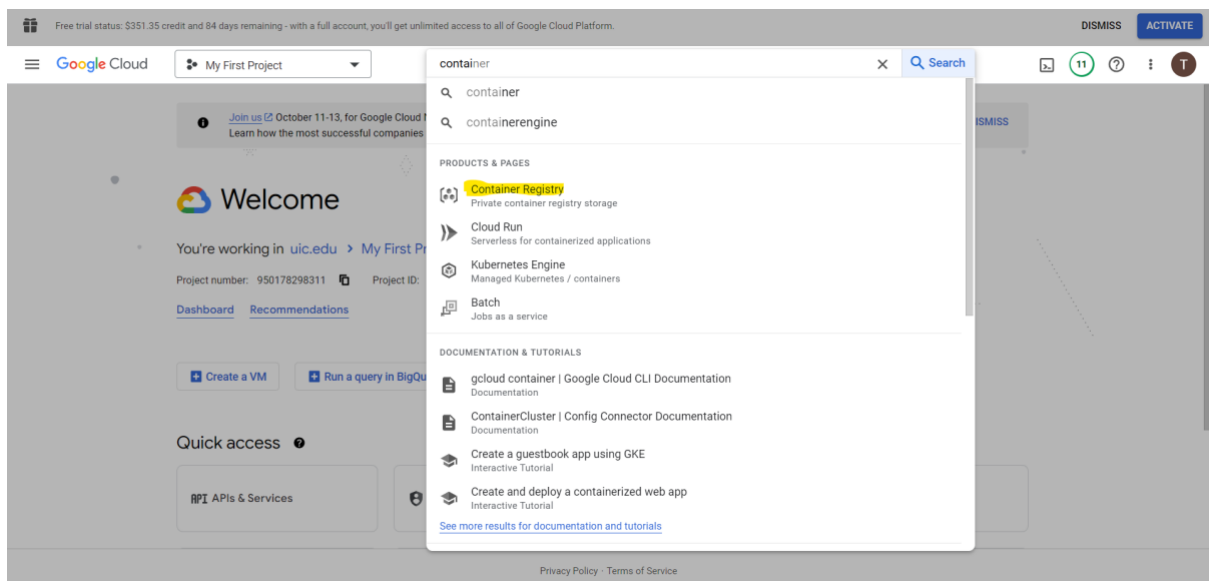 Free trial status: $351.35 credit and 84 days remaining - with a full account, you'll get unlimited access to all of Google Cloud Platform.
DISMISS
ACTIVATE
Google Cloud
My First Project
container
Search
11
T
Join us October 11-13, for Google Cloud
Learn how the most successful companies
ISMISS
container
containerengine
PRODUCTS & PAGES
Container Registry
Private container registry storage
Cloud Run
Serverless for containerized applications
Kubernetes Engine
Managed Kubernetes / containers
Batch
Jobs as a service
DOCUMENTATION & TUTORIALS
gcloud container | Google Cloud CLI Documentation
Documentation
ContainerCluster | Config Connector Documentation
Documentation
Create a guestbook app using GKE
Interactive Tutorial
Create and deploy a containerized web app
Interactive Tutorial
See more results for documentation and tutorials
Welcome
You're working in uic.edu > My First Pr
Project number: 950178298311 Project ID:
Dashboard Recommendations
Create a VM
Run a query in BigQu
Quick access
API APIs & Services
Privacy Policy · Terms of Service